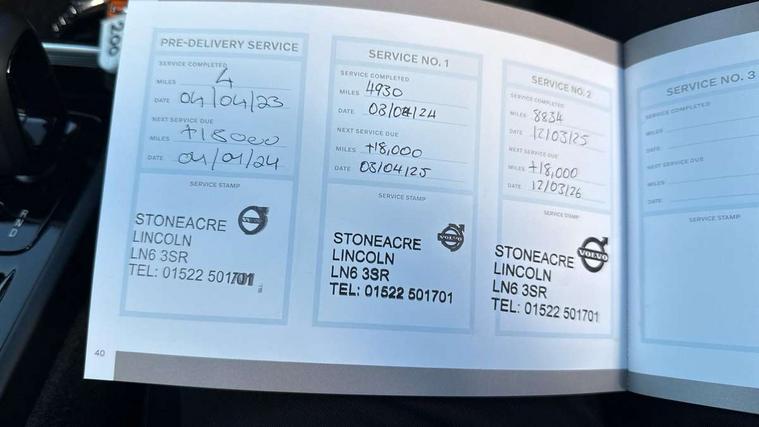 PRE-DELIVERY SERVICE
SERVICE COMPLETED
MILES 4
DATE 04/04/23
NEXT SERVICE DUE
MILES +18000
DATE 04/04/24
SERVICE STAMP
STONEACRE
LINCOLN
LN6 3SR
TEL: 01522 501701
SERVICE NO. 1
SERVICE COMPLETED
MILES 4930
DATE 03/04/24
NEXT SERVICE DUE
MILES +18,000
DATE 03/04/25
SERVICE STAMP
VOLVO
STONEACRE
LINCOLN
LN6 3SR
TEL: 01522 501701
SERVICE NO. 2
SERVICE COMPLETED
MILES 8834
DATE 12/03/25
NEXT SERVICE DUE
MILES +18,000
DATE 12/03/26
SERVICE STAMP
VOLVO
STONEACRE
LINCOLN
LN6 3SR
TEL: 01522 501701
SERVICE NO. 3
SERVICE COMPLETED
MILES
DATE
NEXT SERVICE DUE
MILES
DATE
SERVICE STAMP
40